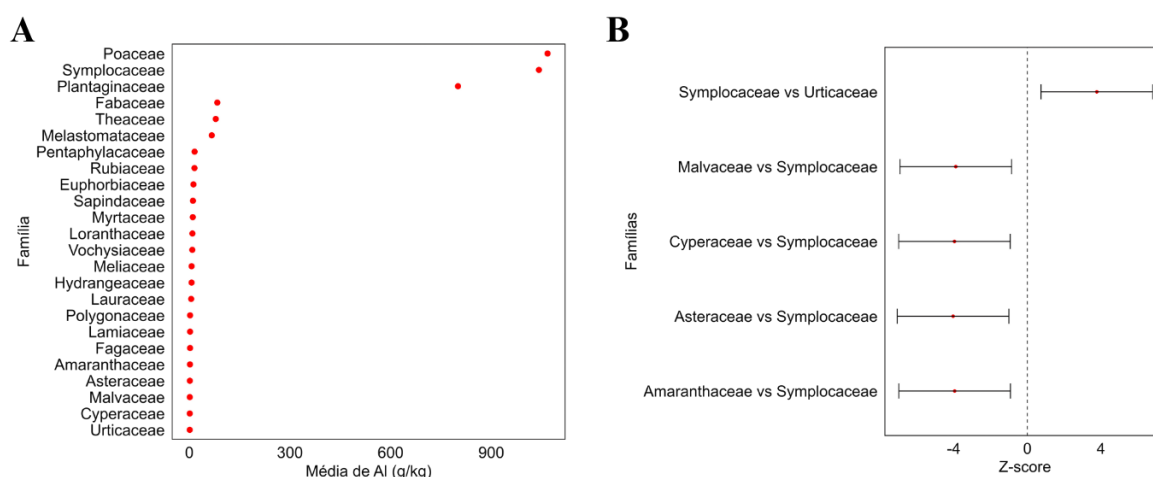 A
Poaceae
Symplocaceae
Plantaginaceae
Fabaceae
Theaceae
Melastomataceae
Pentaphylacaceae
Rubiaceae
Euphorbiaceae
Sapindaceae
Myrtaceae
Loranthaceae
Vochysiaceae
Meliaceae
Hydrangeaceae
Lauraceae
Polygonaceae
Lamiaceae
Fagaceae
Amaranthaceae
Asteraceae
Malvaceae
Cyperaceae
Urticaceae
Família
0 300 600 900
Média de Al (g/kg)
B
Symplocaceae vs Urticaceae
Malvaceae vs Symplocaceae
Cyperaceae vs Symplocaceae
Asteraceae vs Symplocaceae
Amaranthaceae vs Symplocaceae
Famílias
-4 0 4
Z-score